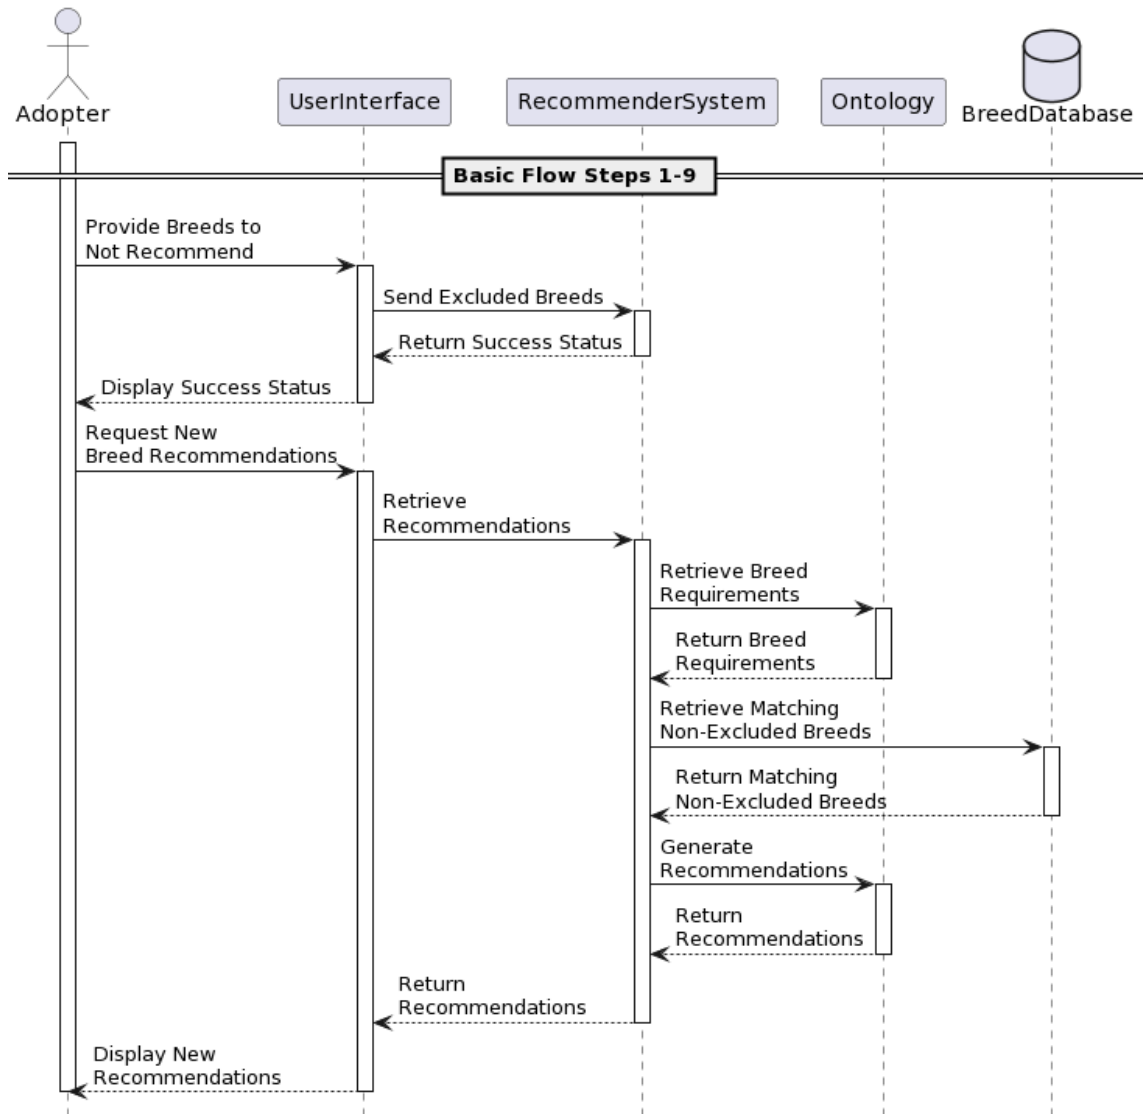 Adopter
UserInterface
RecommenderSystem
Ontology
BreedDatabase
Basic Flow Steps 1-9
Provide Breeds to
Not Recommend
Send Excluded Breeds
Return Success Status
Display Success Status
Request New
Breed Recommendations
Retrieve
Recommendations
Retrieve Breed
Requirements
Return Breed
Requirements
Retrieve Matching
Non-Excluded Breeds
Return Matching
Non-Excluded Breeds
Generate
Recommendations
Return
Recommendations
Return
Recommendations
Display New
Recommendations